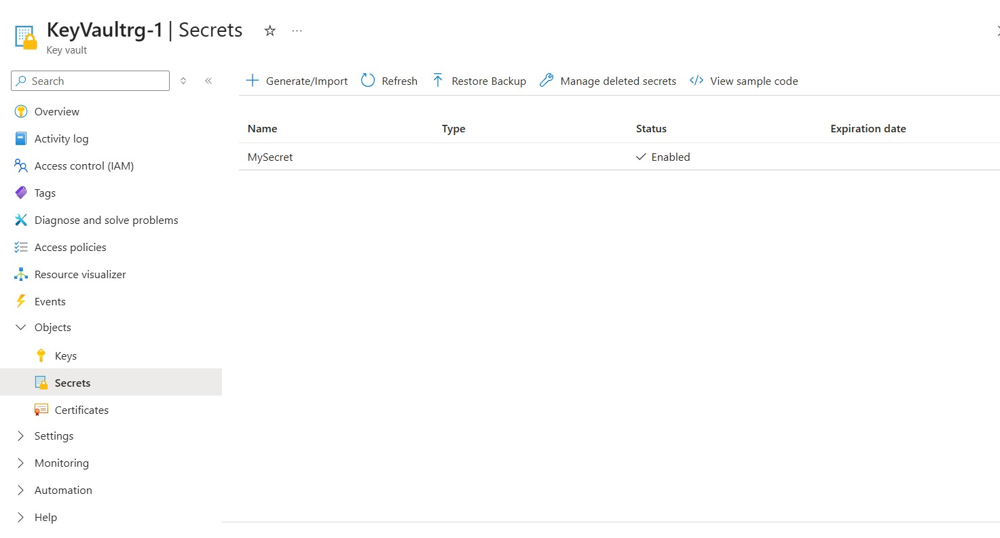 KeyVaultrg-1 | Secrets
Key vault
Search
Overview
Activity log
Access control (IAM)
Tags
Diagnose and solve problems
Access policies
Resource visualizer
Events
Objects
Keys
Secrets
Certificates
Settings
Monitoring
Automation
Help
Generate/Import Refresh Restore Backup Manage deleted secrets View sample code
Name Type Status Expiration date
MySecret Enabled